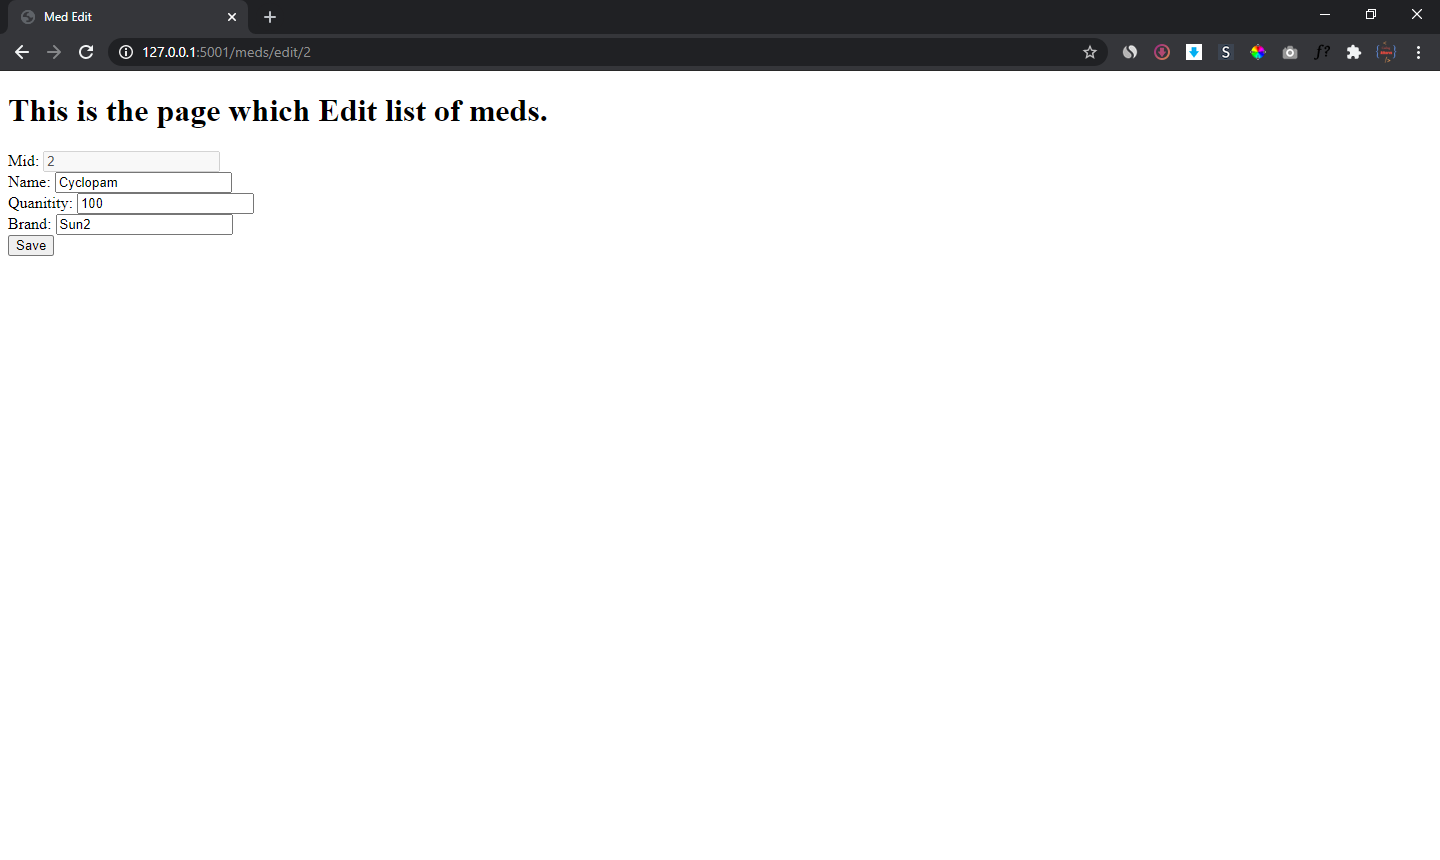 Med Edit
127.0.0.1:5001/meds/edit/2
S
f?
This is the page which Edit list of meds.
Mid: 2
Name: Cyclopam
Quanitity: 100
Brand: Sun2
Save